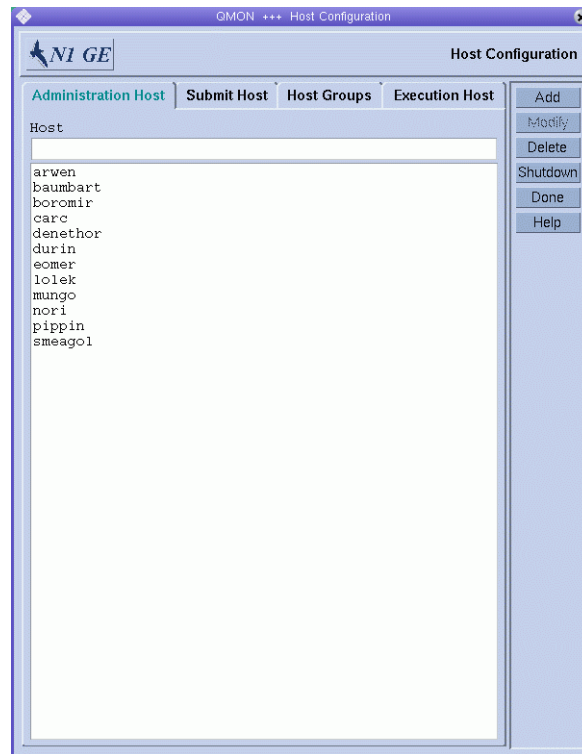 QMON +++ Host Configuration
N1 GE
Host Configuration
Administration Host Submit Host Host Groups Execution Host
Host
arwen
baumbart
boromir
carc
denethor
durin
eomer
lolek
mungo
nori
pippin
smeagol
Add
Modify
Delete
Shutdown
Done
Help